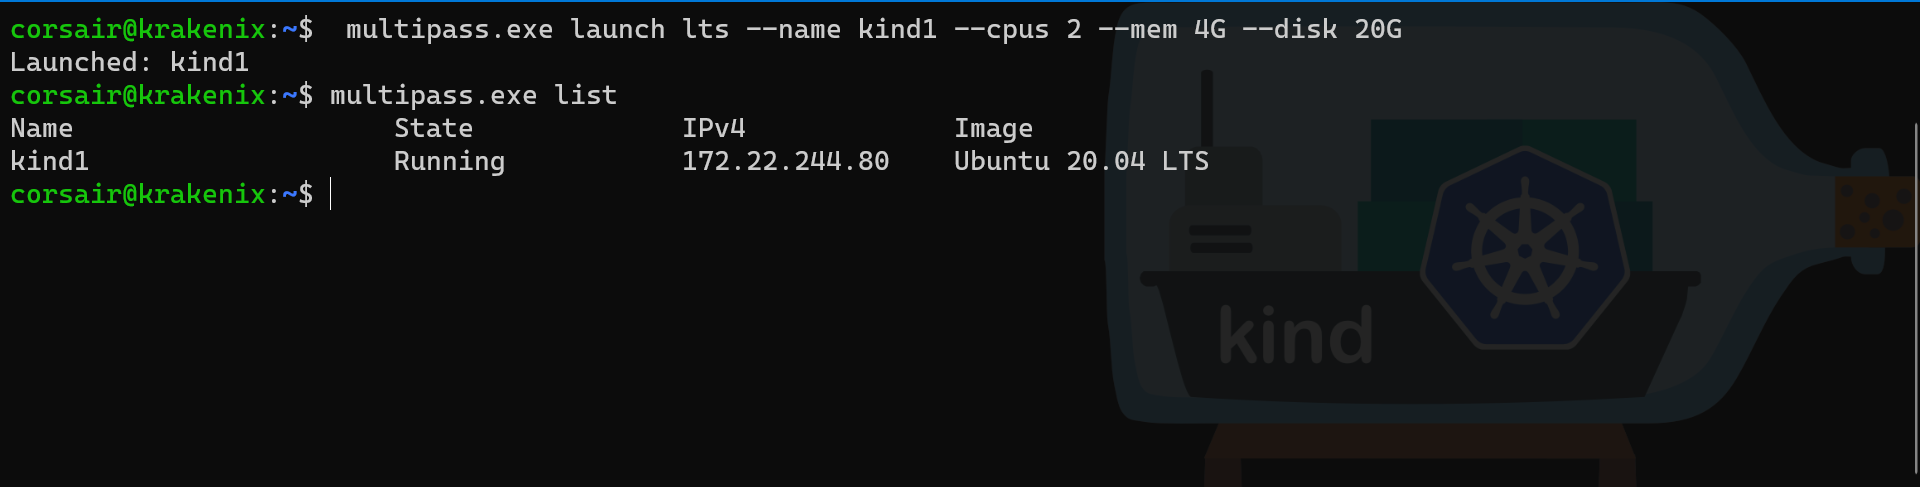 corsair@krakenix:~$  multipass.exe launch lts --name kind1 --cpus 2 --mem 4G --disk 20G
Launched: kind1
corsair@krakenix:~$ multipass.exe list
Name                    State             IPv4             Image
kind1                   Running           172.22.244.80    Ubuntu 20.04 LTS
corsair@krakenix:~$
kind